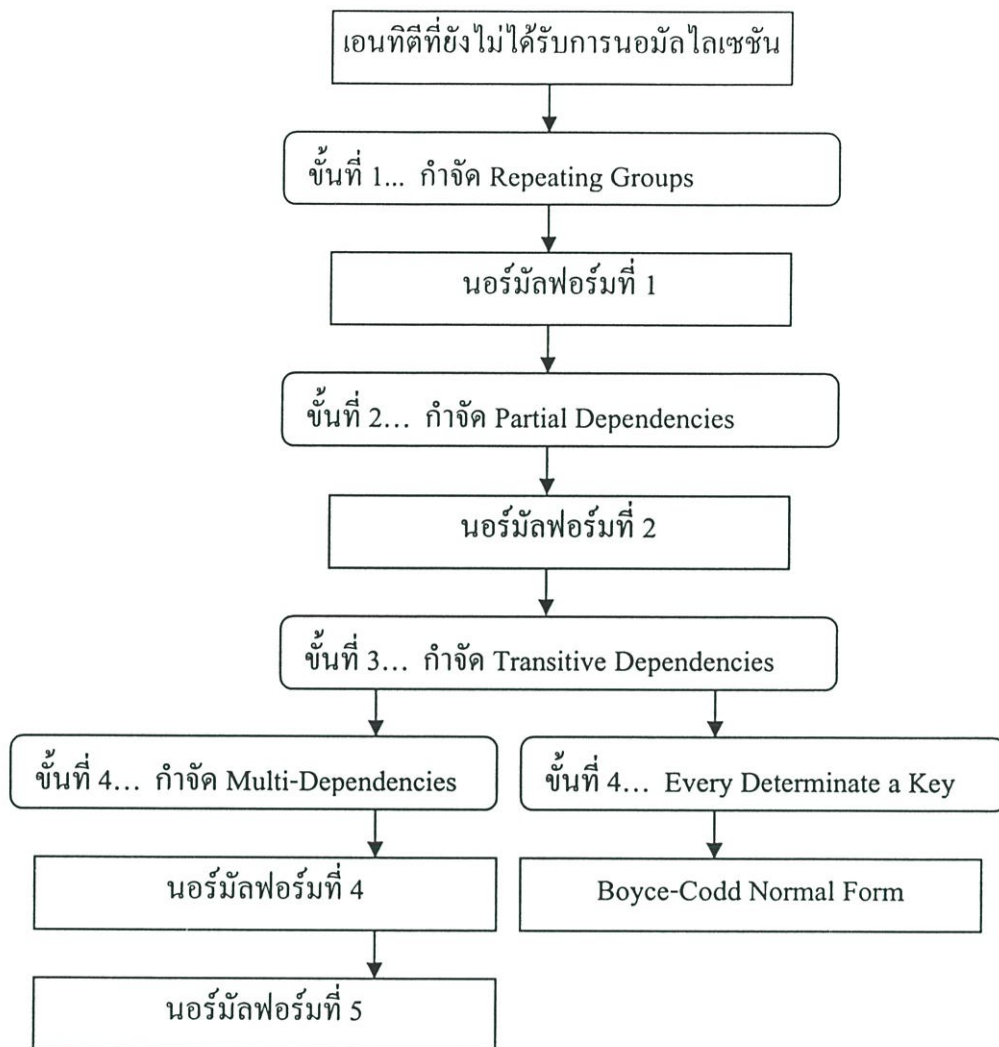 เอนทิตีที่ยังไม่ได้รับการนอมัลไลเซชัน
ขั้นที่ 1... กำจัด Repeating Groups
นอร์มัลฟอร์มที่ 1
ขั้นที่ 2... กำจัด Partial Dependencies
นอร์มัลฟอร์มที่ 2
ขั้นที่ 3... กำจัด Transitive Dependencies
ขั้นที่ 4... กำจัด Multi-Dependencies
ขั้นที่ 4... Every Determinate a Key
นอร์มัลฟอร์มที่ 4
Boyce-Codd Normal Form
นอร์มัลฟอร์มที่ 5